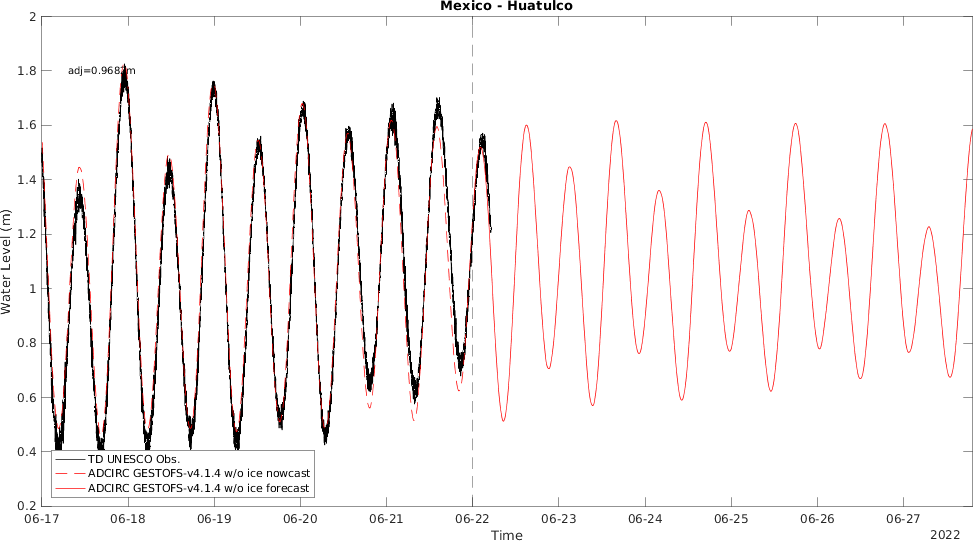 Mexico - Huatulco
2
1.8
1.6
1.4
1.2
1
0.8
0.6
0.4
0.2
Water Level (m)
TD UNESCO Obs.
ADCIRC GESTOFS-v4.1.4 w/o ice nowcast
ADCIRC GESTOFS-v4.1.4 w/o ice forecast
06-17 06-18 06-19 06-20 06-21 06-22 06-23 06-24 06-25 06-26 06-27
Time
2022